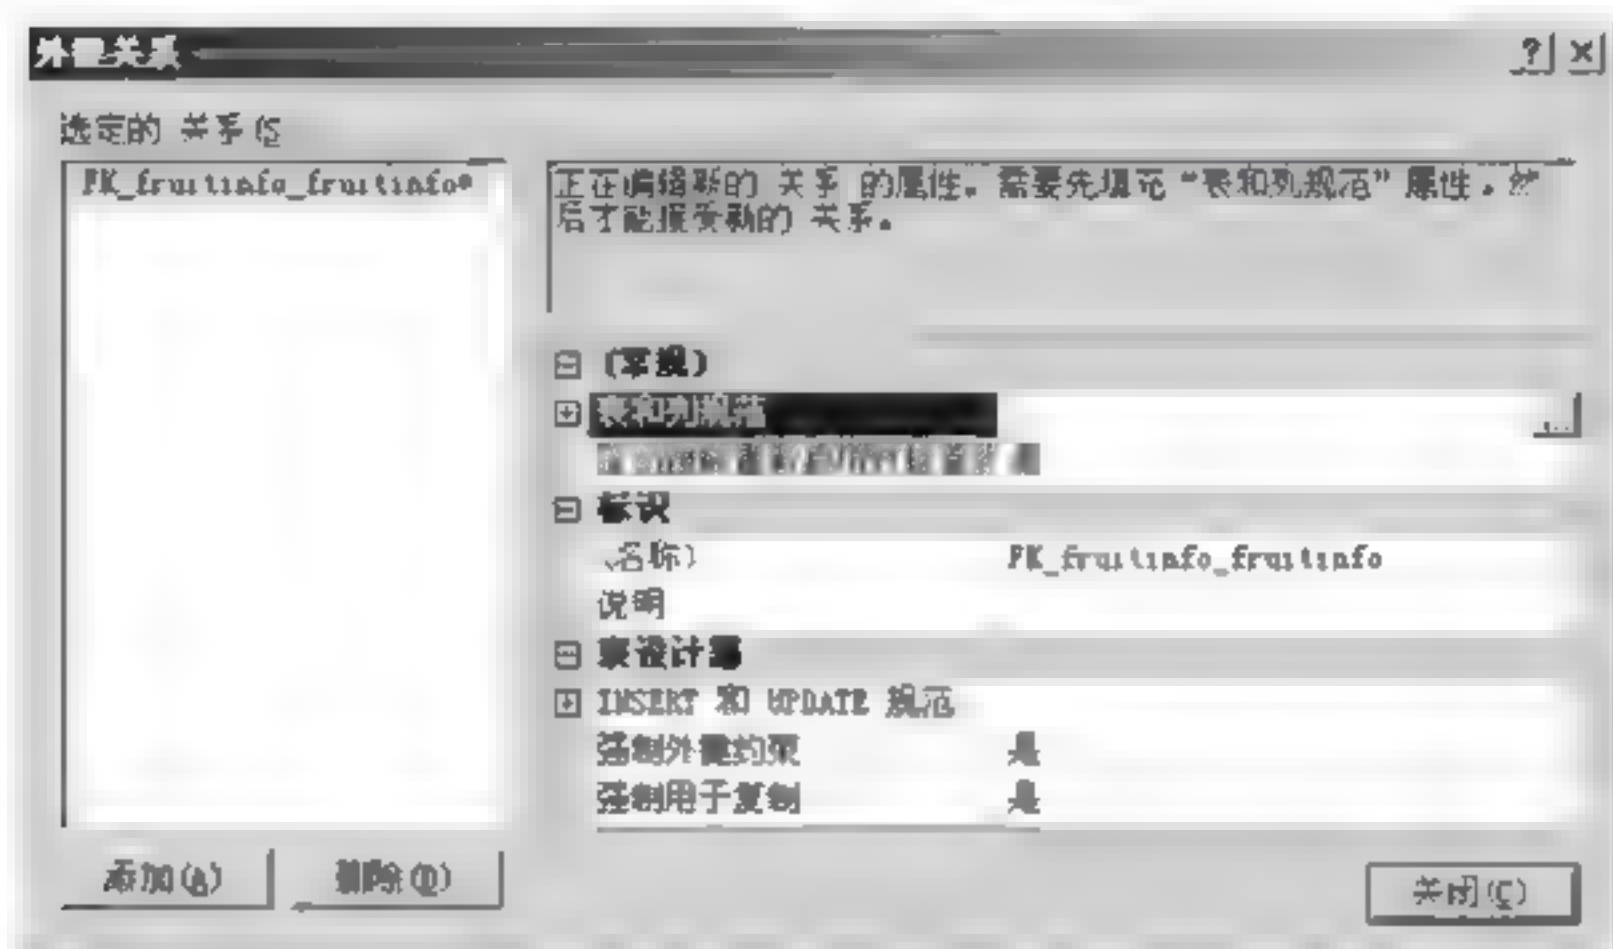 外键关系
选定的 关系(S
FK_fruitinfo_fruitinfo*
正在编辑新的 关系 的属性。需要先填充“表和列规范”属性，然
后才能接受新的 关系。
(常规)
表和列规范
...
标识
(名称)
FK_fruitinfo_fruitinfo
说明
表设计器
INSERT 和 UPDATE 规范
强制外键约束
是
强制用于复制
是
添加(A)
删除(D)
关闭(C)